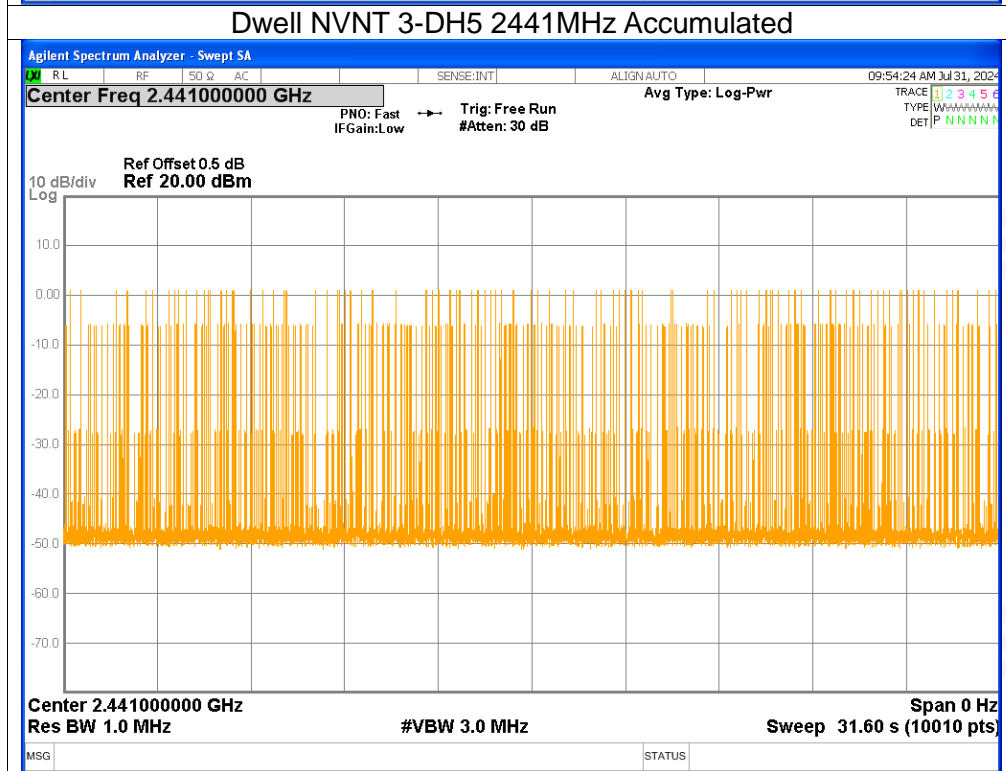 Dwell NVNT 3-DH5 2441MHz Accumulated
Agilent Spectrum Analyzer - Swept SA
LXI RL RF 50 Ω AC SENSE:INT ALIGN AUTO 09:54:24 AM Jul 31, 2024
Center Freq 2.441000000 GHz
PNO: Fast
IFGain:Low
Trig: Free Run
#Atten: 30 dB
Avg Type: Log-Pwr
TRACE 1 2 3 4 5 6
TYPE
DET P N N N N N
Ref Offset 0.5 dB
10 dB/div Ref 20.00 dBm
Log
10.0
0.00
-10.0
-20.0
-30.0
-40.0
-50.0
-60.0
-70.0
Center 2.441000000 GHz Span 0 Hz
Res BW 1.0 MHz #VBW 3.0 MHz Sweep 31.60 s (10010 pts)
MSG STATUS